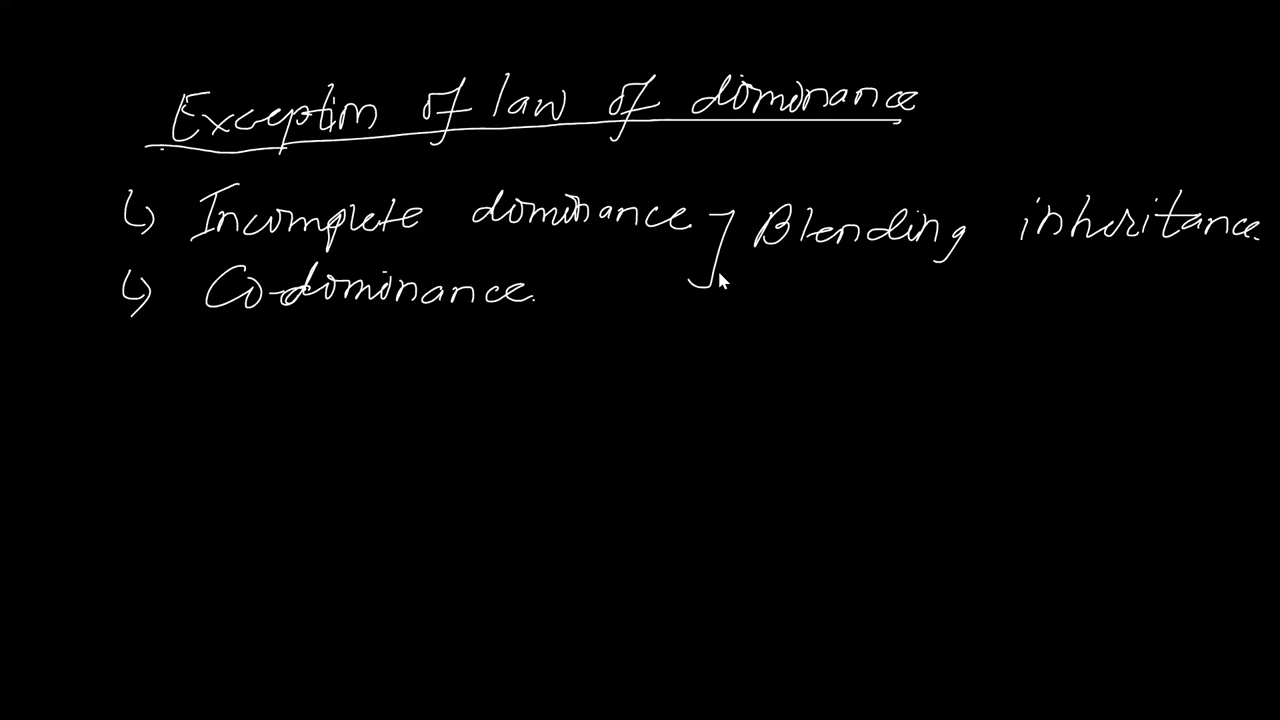 Exception of law of dominance
↳ Incomplete dominance ] Blending inheritance.
↳ Co-dominance.